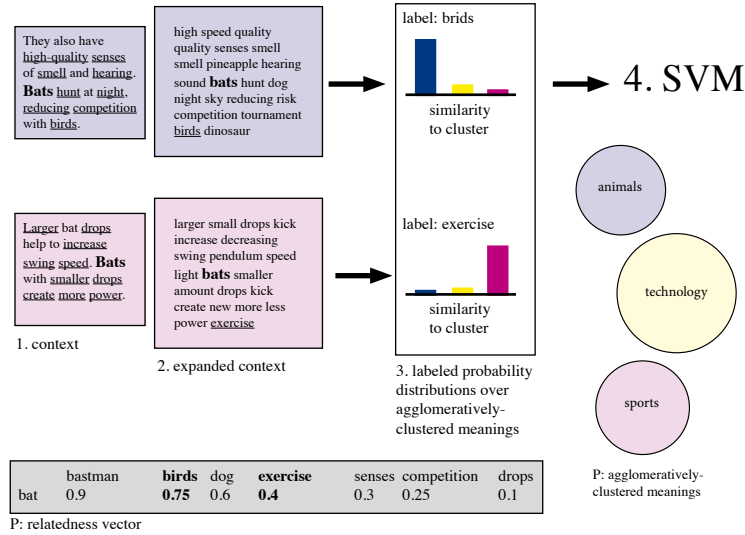 They also have
high-quality senses
of smell and hearing.
Bats hunt at night,
reducing competition
with birds.
high speed quality
quality senses smell
smell pineapple hearing
sound bats hunt dog
night sky reducing risk
competition tournament
birds dinosaur
label: brids
similarity
to cluster
4. SVM
Larger bat drops
help to increase
swing speed. Bats
with smaller drops
create more power.
1. context
larger small drops kick
increase decreasing
swing pendulum speed
light bats smaller
amount drops kick
create new more less
power exercise
2. expanded context
label: exercise
similarity
to cluster
3. labeled probability
distributions over
agglomeratively-
clustered meanings
animals
technology
sports
P: agglomeratively-
clustered meanings
bastman birds dog exercise senses competition drops
bat 0.9 0.75 0.6 0.4 0.3 0.25 0.1
P: relatedness vector